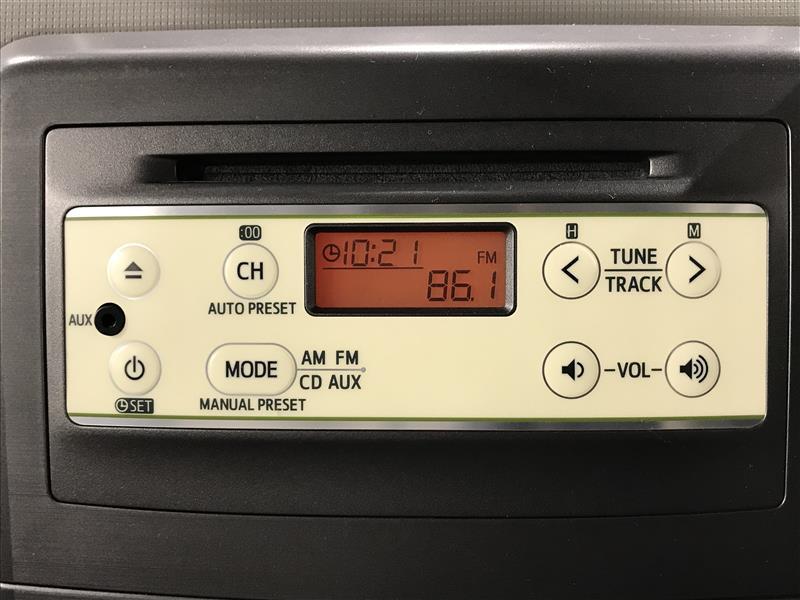 :00
H
M
CH
10:21
FM
86.1
TUNE
TRACK
AUTO PRESET
AUX
MODE
AM FM
CD AUX
VOL
SET
MANUAL PRESET